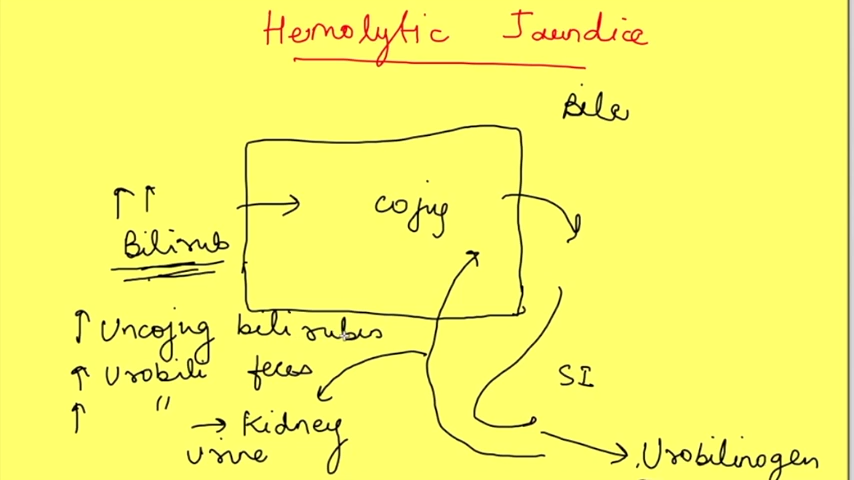 Hemolytic Jaundice
Bile
↑ ↑
Bilirub
cojug
↑ Uncojug bilirubin
↑ Urobili feces
↑ " → Kidney
urine
SI
Urobilinogen